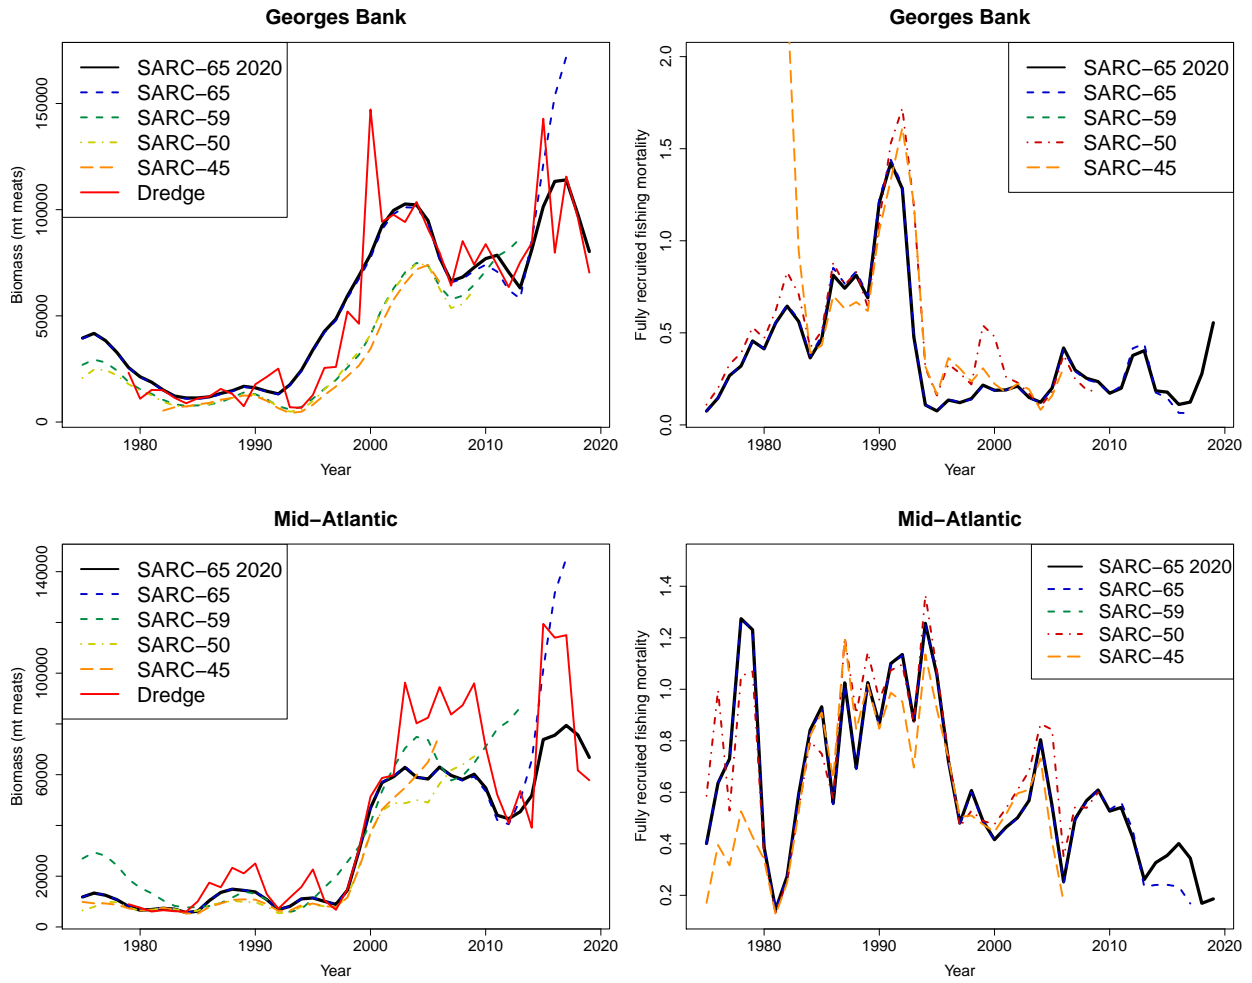 Georges Bank
SARC−65 2020
SARC−65
SARC−59
SARC−50
SARC−45
Dredge
Biomass (mt meats)
0
50000
100000
150000
1980
1990
2000
2010
2020
Year
Georges Bank
SARC−65 2020
SARC−65
SARC−59
SARC−50
SARC−45
Fully recruited fishing mortality
0.0
0.5
1.0
1.5
2.0
1980
1990
2000
2010
2020
Year
Mid−Atlantic
SARC−65 2020
SARC−65
SARC−59
SARC−50
SARC−45
Dredge
Biomass (mt meats)
0
20000
60000
100000
140000
1980
1990
2000
2010
2020
Year
Mid−Atlantic
SARC−65 2020
SARC−65
SARC−59
SARC−50
SARC−45
Fully recruited fishing mortality
0.2
0.4
0.6
0.8
1.0
1.2
1.4
1980
1990
2000
2010
2020
Year